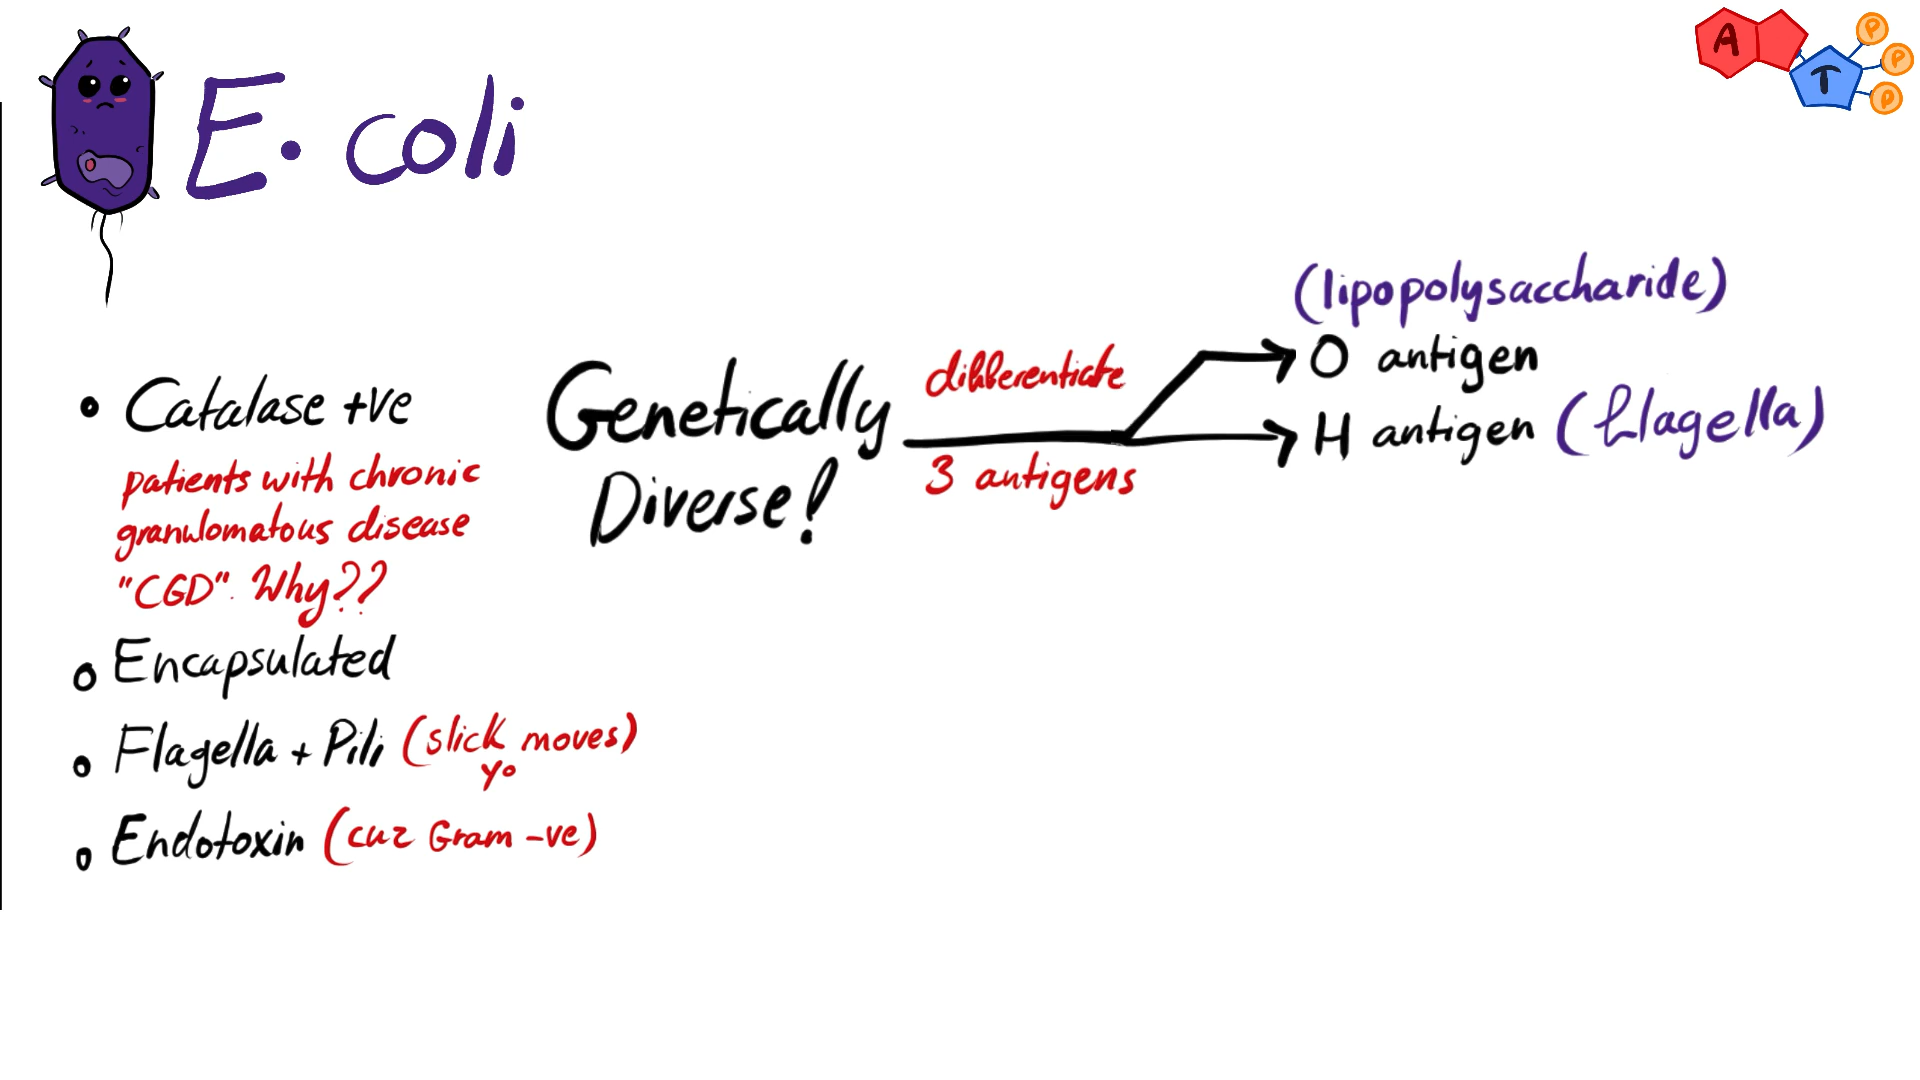 E. coli
A T P P P
• Catalase +ve
patients with chronic
granulomatous disease
"CGD". Why??
Encapsulated
Flagella + Pili (slick moves)
yo
Endotoxin (cuz Gram -ve)
Genetically
Diverse!
differentiate
3 antigens
(lipopolysaccharide)
O antigen
H antigen (flagella)